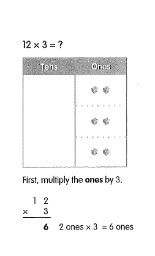 12 × 3 = ?
Tens Ones
First, multiply the ones by 3.
1 2
× 3
6 2 ones × 3 = 6 ones